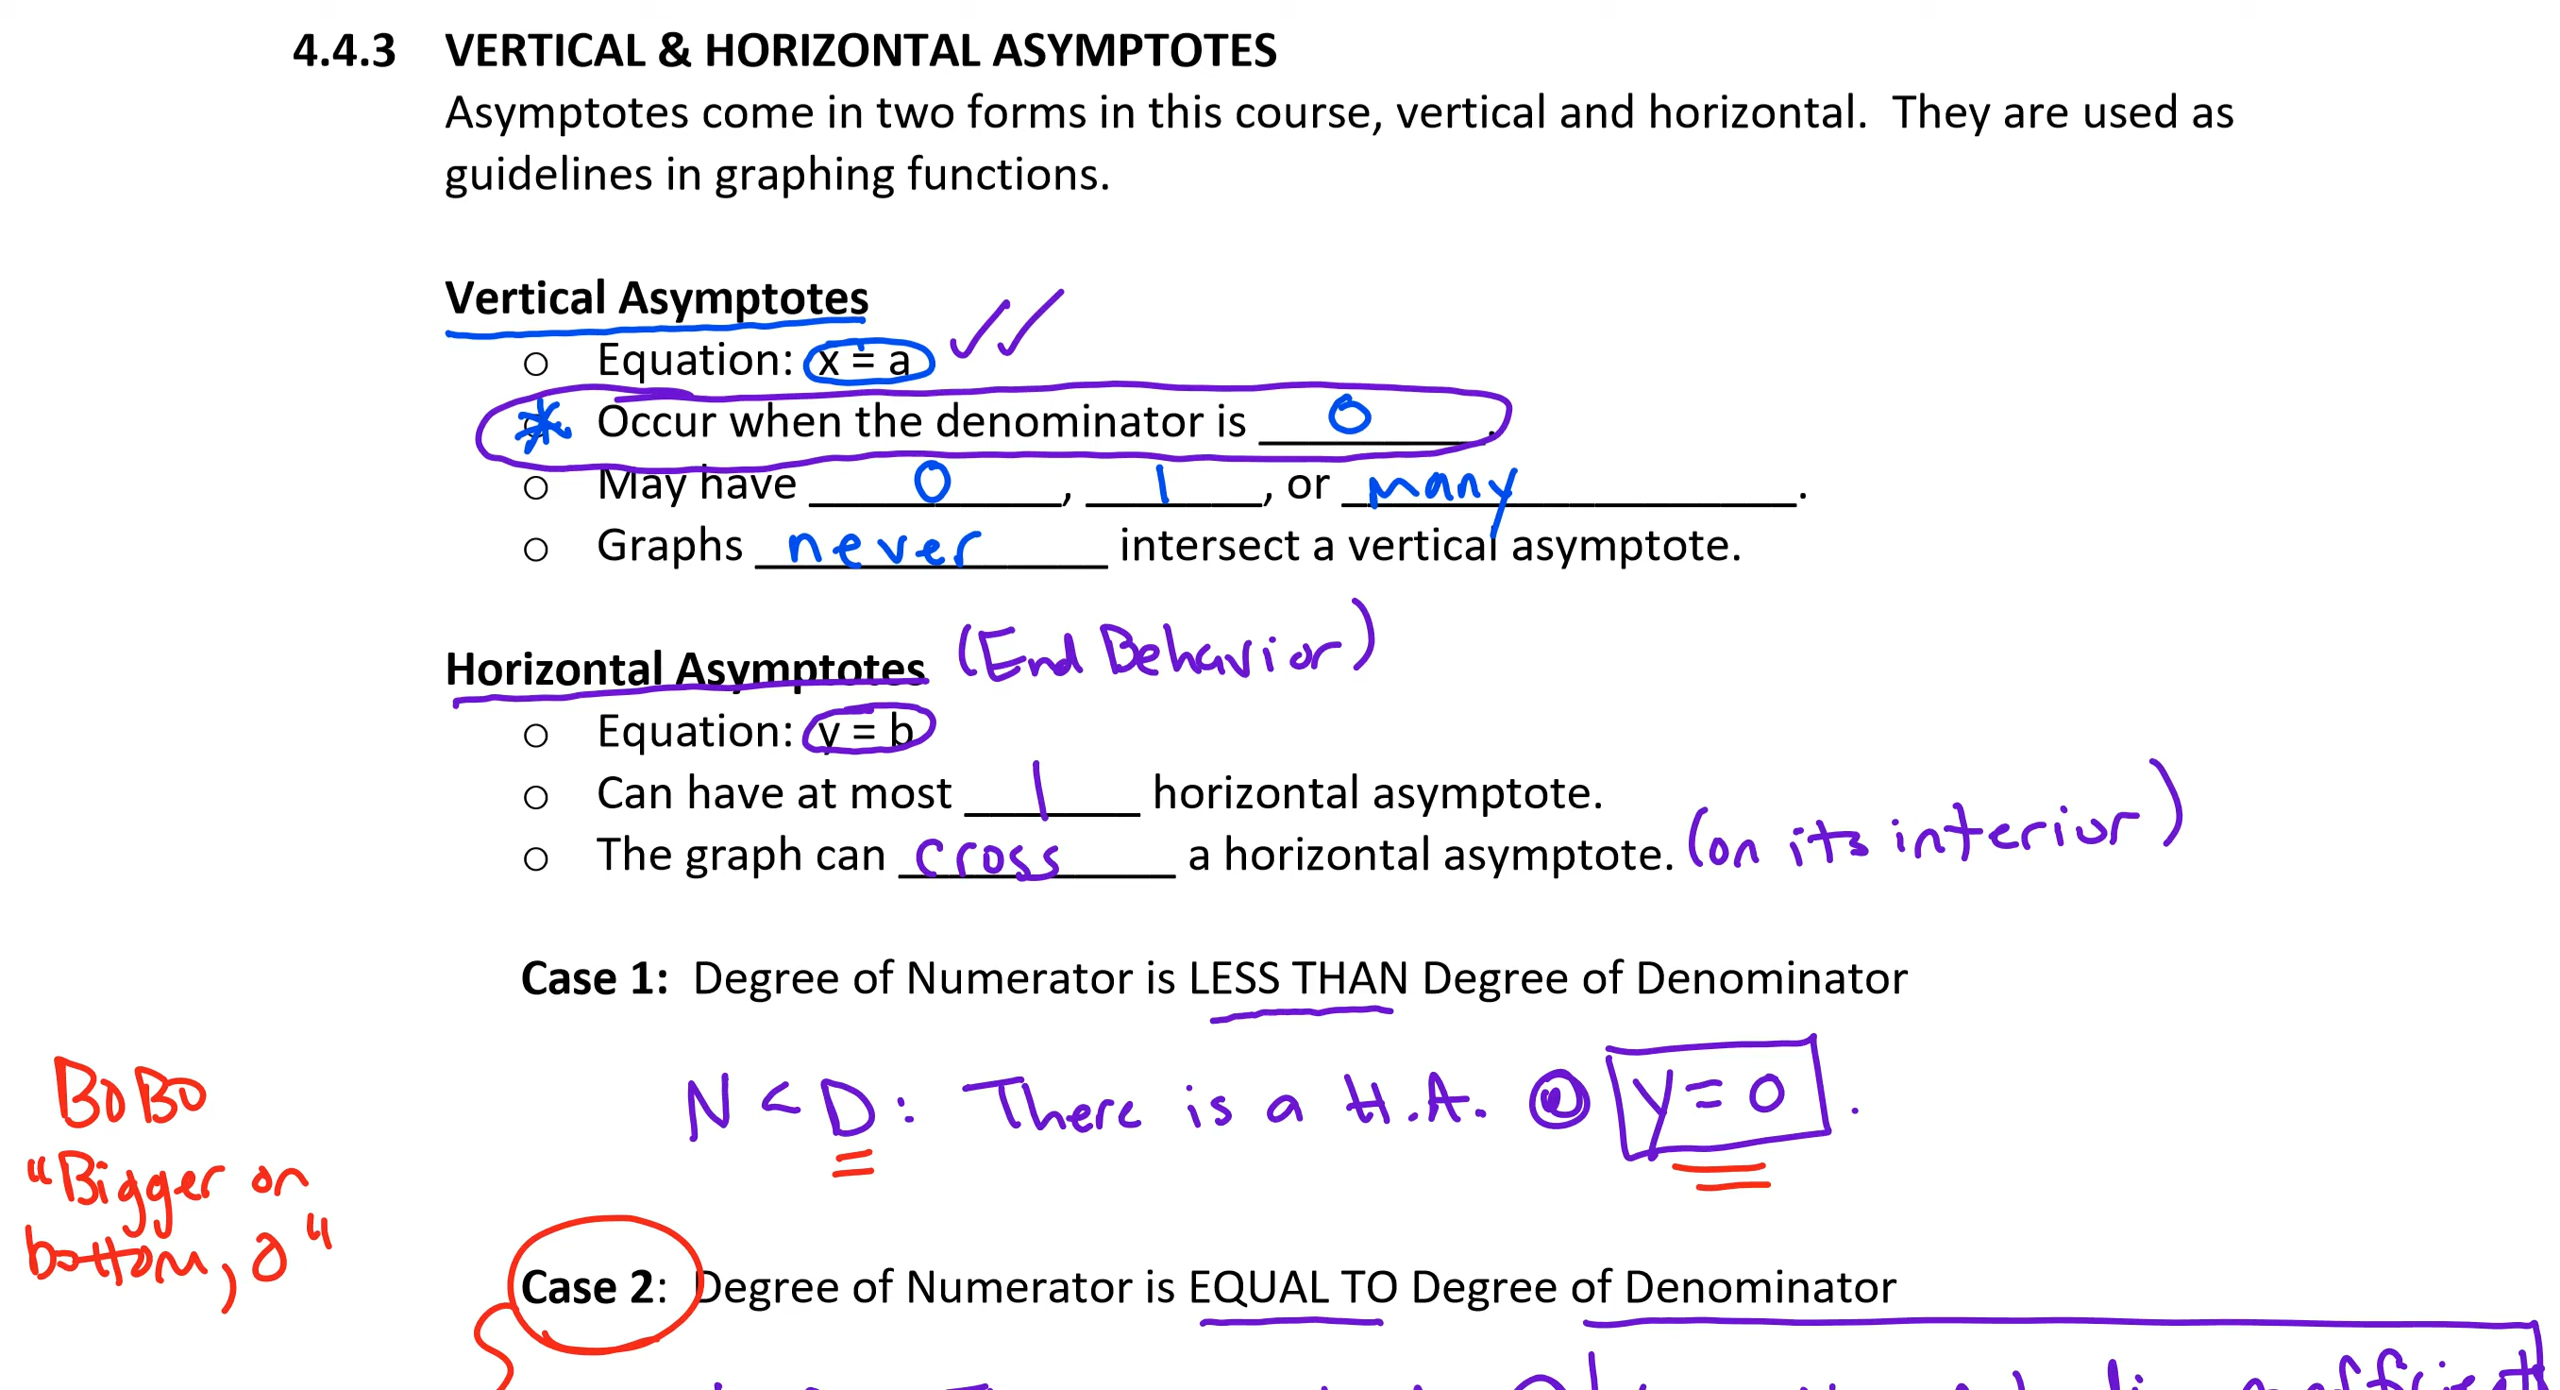 4.4.3 VERTICAL & HORIZONTAL ASYMPTOTES
Asymptotes come in two forms in this course, vertical and horizontal. They are used as
guidelines in graphing functions.
Vertical Asymptotes
Equation: x = a
Occur when the denominator is 0.
May have 0, 1, or many.
Graphs never intersect a vertical asymptote.
Horizontal Asymptotes (End Behavior)
Equation: y = b
Can have at most 1 horizontal asymptote.
The graph can cross a horizontal asymptote. (on its interior)
Case 1: Degree of Numerator is LESS THAN Degree of Denominator
N < D: There is a H.A. @ y = 0.
BOBO
"Bigger on
bottom, 0"
Case 2: Degree of Numerator is EQUAL TO Degree of Denominator